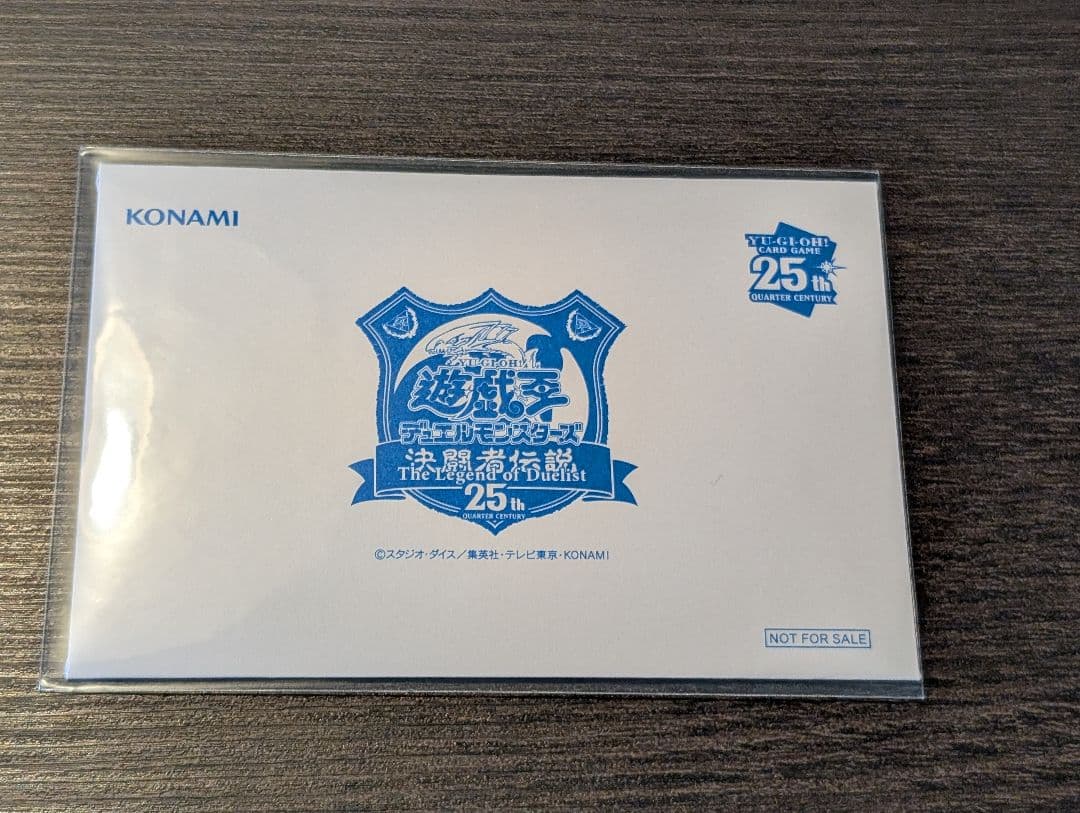 KONAMI
YU-GI-OH!
CARD GAME
25th
QUARTER CENTURY
YU-GI-OH!
遊戯王
デュエルモンスターズ
決闘者伝説
The Legend of Duelist
25th
QUARTER CENTURY
©スタジオ・ダイス/集英社・テレビ東京・KONAMI
NOT FOR SALE